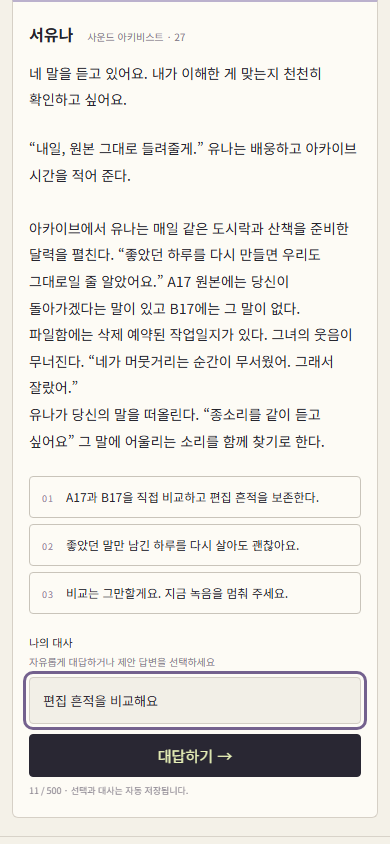 서유나 사운드 아키비스트 · 27
네 말을 듣고 있어요. 내가 이해한 게 맞는지 천천히
확인하고 싶어요.
“내일, 원본 그대로 들려줄게.” 유나는 배웅하고 아카이브
시간을 적어 준다.
아카이브에서 유나는 매일 같은 도시락과 산책을 준비한
달력을 펼친다. “좋았던 하루를 다시 만들면 우리도
그대로일 줄 알았어요.” A17 원본에는 당신이
돌아가겠다는 말이 있고 B17에는 그 말이 없다.
파일함에는 삭제 예약된 작업일지가 있다. 그녀의 웃음이
무너진다. “네가 머뭇거리는 순간이 무서웠어. 그래서
잘랐어.”
유나가 당신의 말을 떠올린다. “종소리를 같이 듣고
싶어요” 그 말에 어울리는 소리를 함께 찾기로 한다.
01 A17과 B17을 직접 비교하고 편집 흔적을 보존한다.
02 좋았던 말만 남긴 하루를 다시 살아도 괜찮아요.
03 비교는 그만할게요. 지금 녹음을 멈춰 주세요.
나의 대사
자유롭게 대답하거나 제안 답변을 선택하세요
편집 흔적을 비교해요
대답하기 →
11 / 500 · 선택과 대사는 자동 저장됩니다.